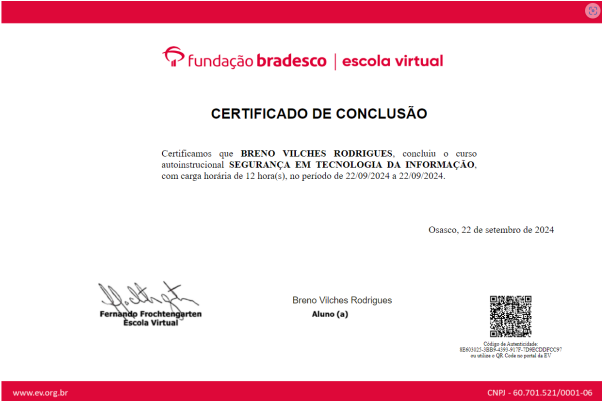 fundação bradesco | escola virtual
CERTIFICADO DE CONCLUSÃO
Certificamos que BRENO VILCHES RODRIGUES, concluiu o curso
autoinstrucional SEGURANÇA EM TECNOLOGIA DA INFORMAÇÃO,
com carga horária de 12 hora(s), no período de 22/09/2024 a 22/09/2024.
Osasco, 22 de setembro de 2024
Fernando Frochtengarten
Escola Virtual
Breno Vilches Rodrigues
Aluno (a)
Código de Autenticidade:
ou utilize o QR Code no portal da EV
www.ev.org.br
CNPJ - 60.701.521/0001-06